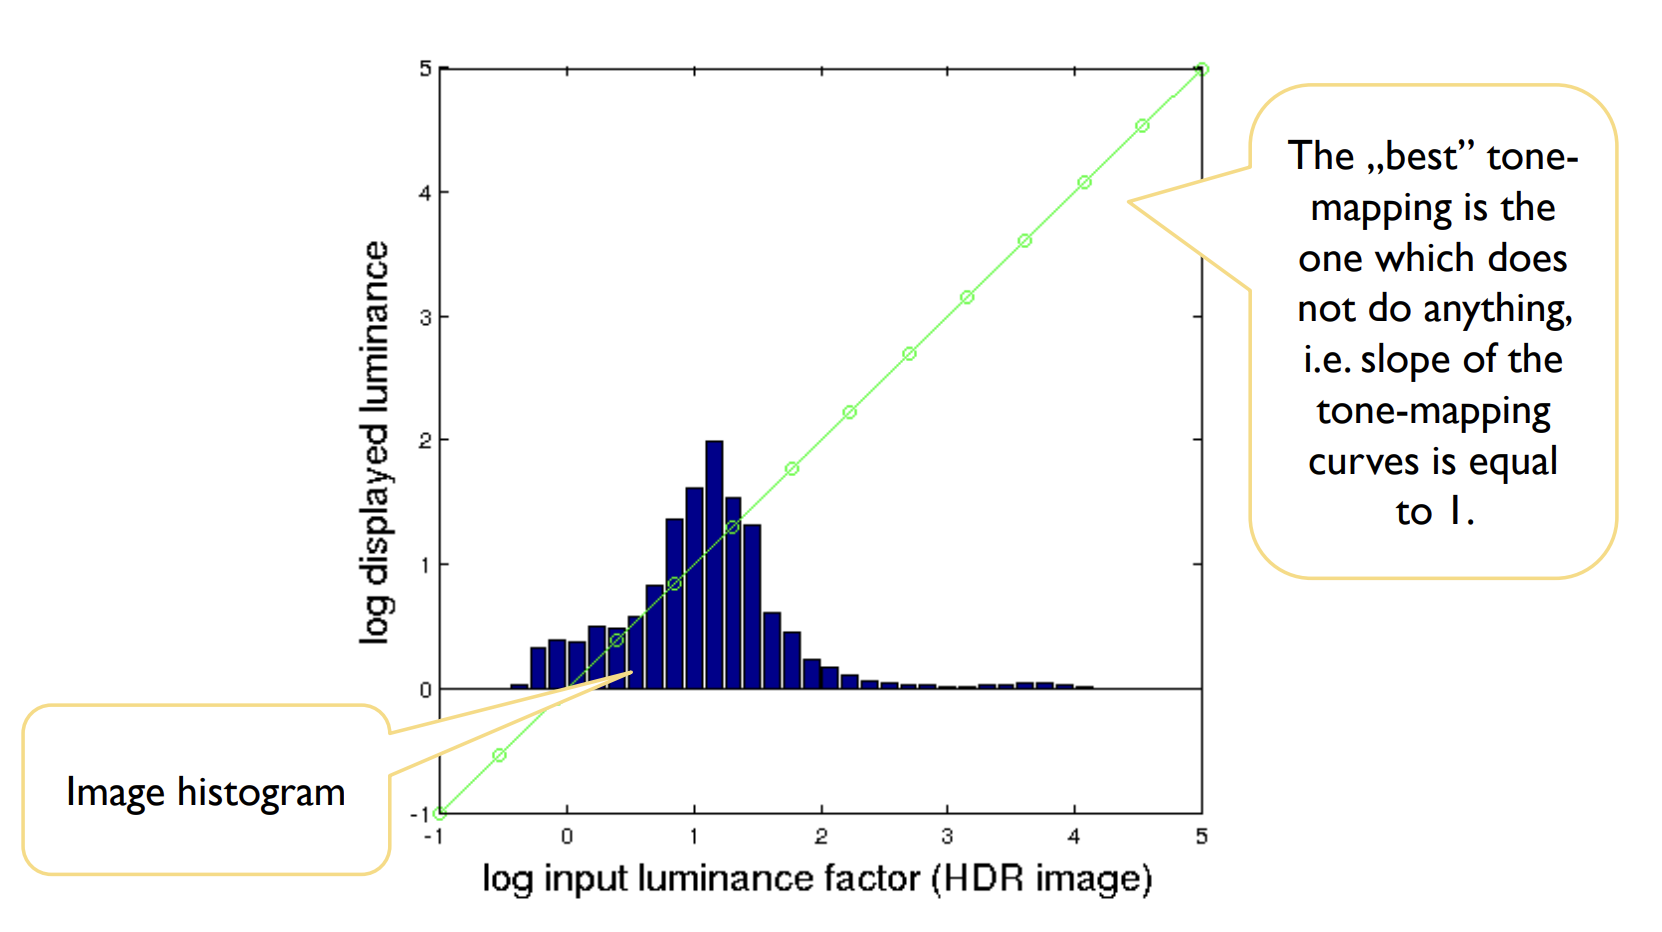 The „best” tone-
mapping is the
one which does
not do anything,
i.e. slope of the
tone-mapping
curves is equal
to 1.
5
4
3
2
1
0
-1
log displayed luminance
Image histogram
-1 0 1 2 3 4 5
log input luminance factor (HDR image)